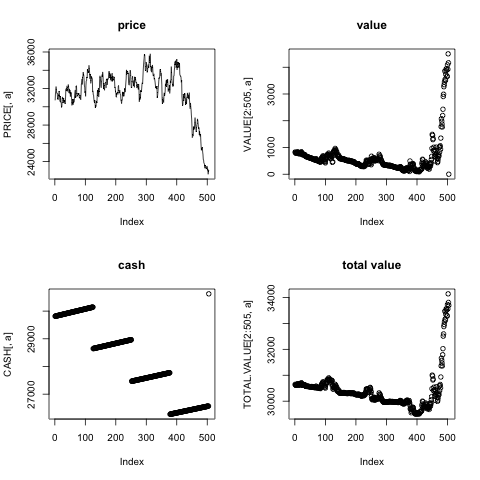 price
PRICE[, a]
24000 28000 32000 36000
0 100 200 300 400 500
Index
value
VALUE[2:505, a]
0 1000 3000
0 100 200 300 400 500
Index
cash
CASH[, a]
27000 29000
0 100 200 300 400 500
Index
total value
TOTAL.VALUE[2:505, a]
30000 32000 34000
0 100 200 300 400 500
Index